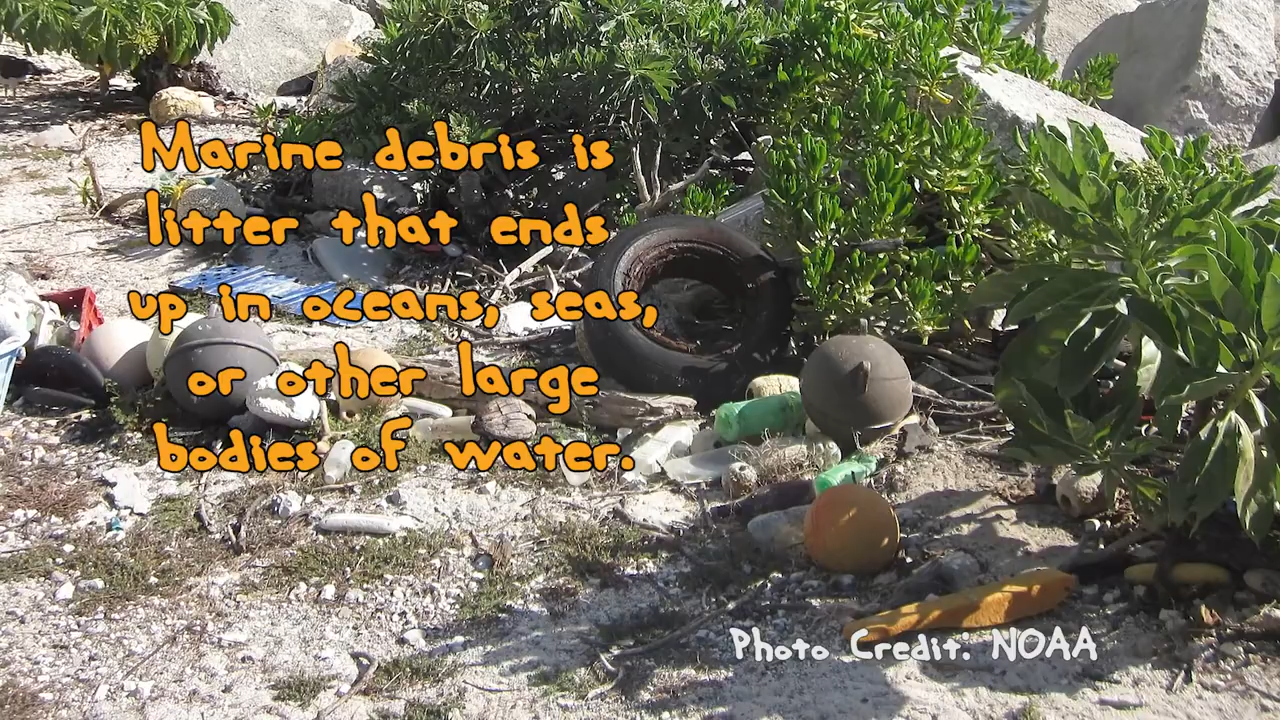 Marine debris is
litter that ends
up in oceans, seas,
or other large
bodies of water.
Photo Credit: NOAA